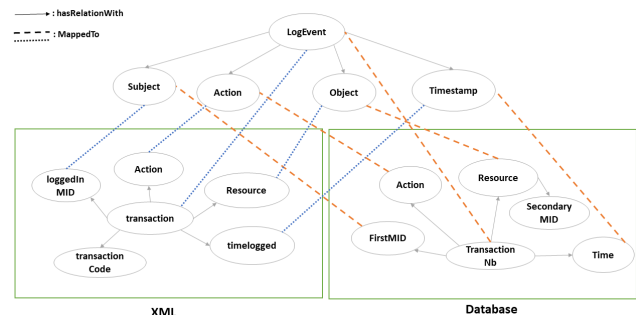 : hasRelationWith
: MappedTo
LogEvent
Subject
Action
Object
Timestamp
loggedIn
MID
Action
Resource
transaction
timelogged
transaction
Code
Action
Resource
Secondary
MID
FirstMID
Transaction
Nb
Time
XML
Database